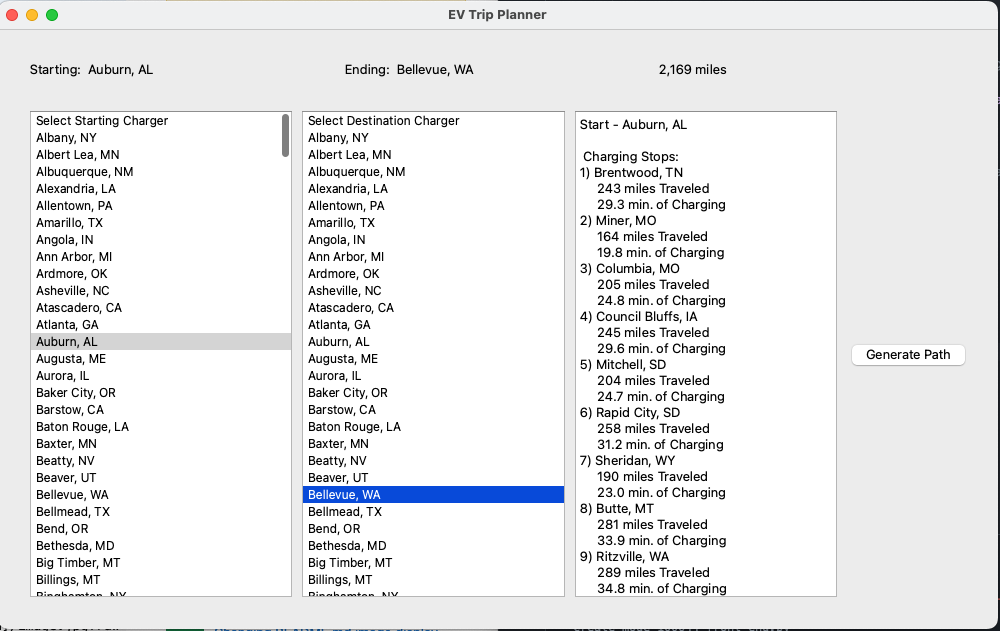 EV Trip Planner
Starting: Auburn, AL
Ending: Bellevue, WA
2,169 miles
Select Starting Charger
Albany, NY
Albert Lea, MN
Albuquerque, NM
Alexandria, LA
Allentown, PA
Amarillo, TX
Angola, IN
Ann Arbor, MI
Ardmore, OK
Asheville, NC
Atascadero, CA
Atlanta, GA
Auburn, AL
Augusta, ME
Aurora, IL
Baker City, OR
Barstow, CA
Baton Rouge, LA
Baxter, MN
Beatty, NV
Beaver, UT
Bellevue, WA
Bellmead, TX
Bend, OR
Bethesda, MD
Big Timber, MT
Billings, MT
Binghamton, NY
Select Destination Charger
Albany, NY
Albert Lea, MN
Albuquerque, NM
Alexandria, LA
Allentown, PA
Amarillo, TX
Angola, IN
Ann Arbor, MI
Ardmore, OK
Asheville, NC
Atascadero, CA
Atlanta, GA
Auburn, AL
Augusta, ME
Aurora, IL
Baker City, OR
Barstow, CA
Baton Rouge, LA
Baxter, MN
Beatty, NV
Beaver, UT
Bellevue, WA
Bellmead, TX
Bend, OR
Bethesda, MD
Big Timber, MT
Billings, MT
Binghamton, NY
Start - Auburn, AL
Charging Stops:
1) Brentwood, TN
243 miles Traveled
29.3 min. of Charging
2) Miner, MO
164 miles Traveled
19.8 min. of Charging
3) Columbia, MO
205 miles Traveled
24.8 min. of Charging
4) Council Bluffs, IA
245 miles Traveled
29.6 min. of Charging
5) Mitchell, SD
204 miles Traveled
24.7 min. of Charging
6) Rapid City, SD
258 miles Traveled
31.2 min. of Charging
7) Sheridan, WY
190 miles Traveled
23.0 min. of Charging
8) Butte, MT
281 miles Traveled
33.9 min. of Charging
9) Ritzville, WA
289 miles Traveled
34.8 min. of Charging
Generate Path